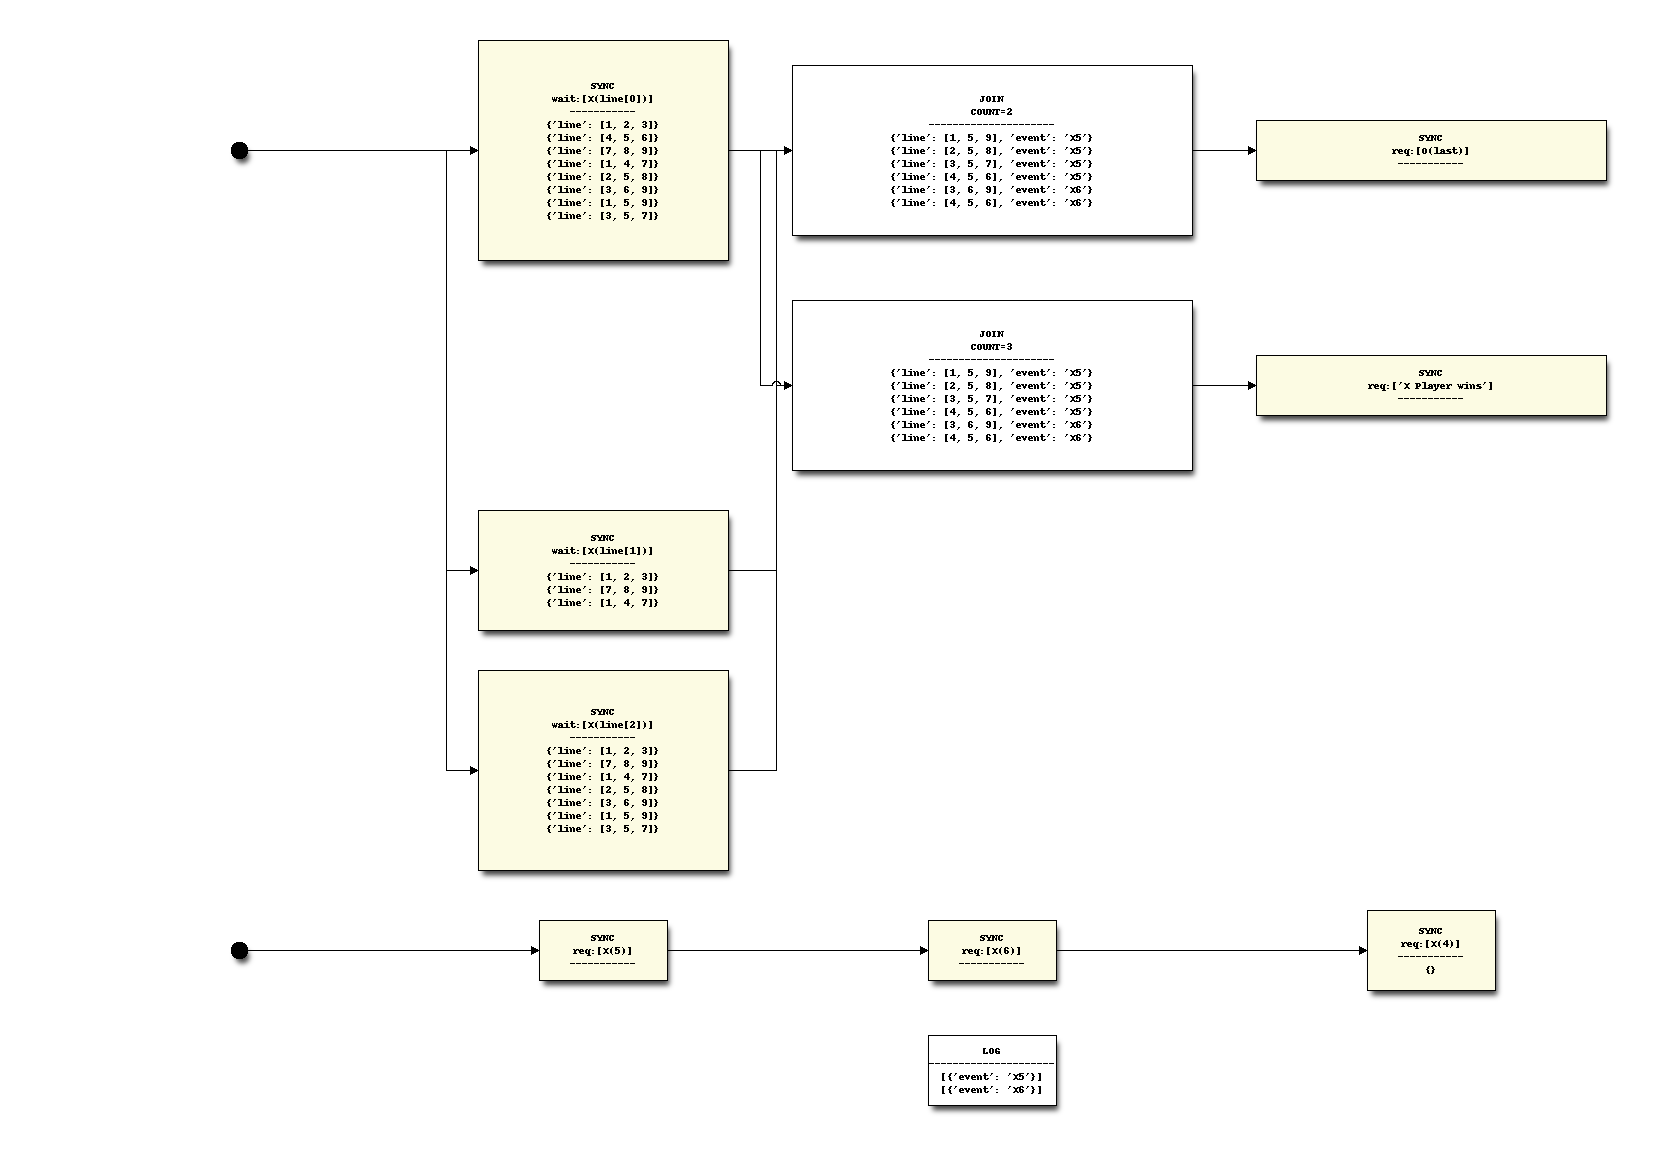 SYNC
wait:[X(line[0])]
-----------
{'line': [1, 2, 3]}
{'line': [4, 5, 6]}
{'line': [7, 8, 9]}
{'line': [1, 4, 7]}
{'line': [2, 5, 8]}
{'line': [3, 6, 9]}
{'line': [1, 5, 9]}
{'line': [3, 5, 7]}
JOIN
COUNT=2
---------------------
{'line': [1, 5, 9], 'event': 'X5'}
{'line': [2, 5, 8], 'event': 'X5'}
{'line': [3, 5, 7], 'event': 'X5'}
{'line': [4, 5, 6], 'event': 'X5'}
{'line': [3, 6, 9], 'event': 'X6'}
{'line': [4, 5, 6], 'event': 'X6'}
SYNC
req:[O(last)]
-----------
JOIN
COUNT=3
---------------------
{'line': [1, 5, 9], 'event': 'X5'}
{'line': [2, 5, 8], 'event': 'X5'}
{'line': [3, 5, 7], 'event': 'X5'}
{'line': [4, 5, 6], 'event': 'X5'}
{'line': [3, 6, 9], 'event': 'X6'}
{'line': [4, 5, 6], 'event': 'X6'}
SYNC
req:['X Player wins']
-----------
SYNC
wait:[X(line[1])]
-----------
{'line': [1, 2, 3]}
{'line': [7, 8, 9]}
{'line': [1, 4, 7]}
SYNC
wait:[X(line[2])]
-----------
{'line': [1, 2, 3]}
{'line': [7, 8, 9]}
{'line': [1, 4, 7]}
{'line': [2, 5, 8]}
{'line': [3, 6, 9]}
{'line': [1, 5, 9]}
{'line': [3, 5, 7]}
SYNC
req:[X(5)]
-----------
SYNC
req:[X(6)]
-----------
SYNC
req:[X(4)]
-----------
{}
LOG
---------------------
[{'event': 'X5'}]
[{'event': 'X6'}]